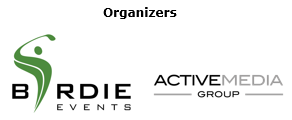 Organizers
BIRDIE
EVENTS
ACTIVEMEDIA
GROUP